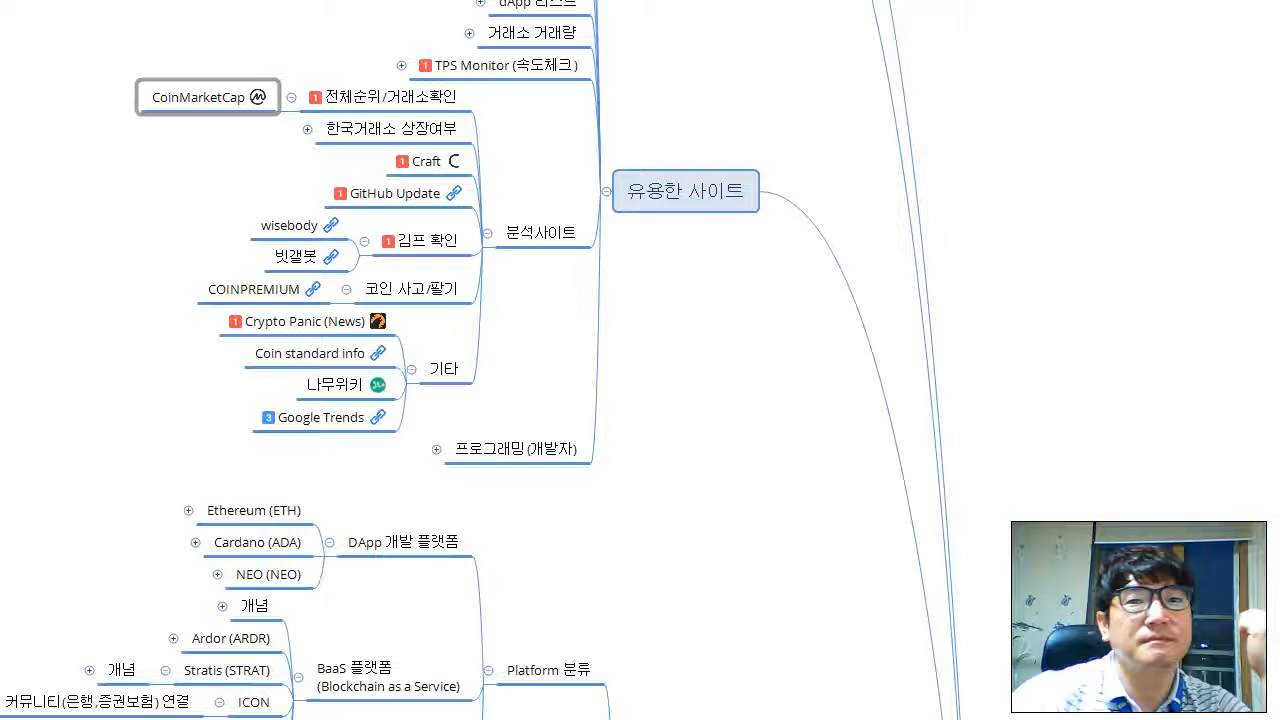 dApp 리스트
거래소 거래량
1 TPS Monitor (속도체크)
CoinMarketCap
1 전체순위/거래소확인
한국거래소 상장여부
1 Craft
1 GitHub Update
wisebody
빗갤봇
1 김프 확인
COINPREMIUM
코인 사고/팔기
1 Crypto Panic (News)
Coin standard info
나무위키
3 Google Trends
기타
분석사이트
프로그래밍(개발자)
유용한 사이트
Ethereum (ETH)
Cardano (ADA)
NEO (NEO)
DApp 개발 플랫폼
개념
Ardor (ARDR)
개념
Stratis (STRAT)
커뮤니티(은행,증권보험) 연결
ICON
BaaS 플랫폼
(Blockchain as a Service)
Platform 분류